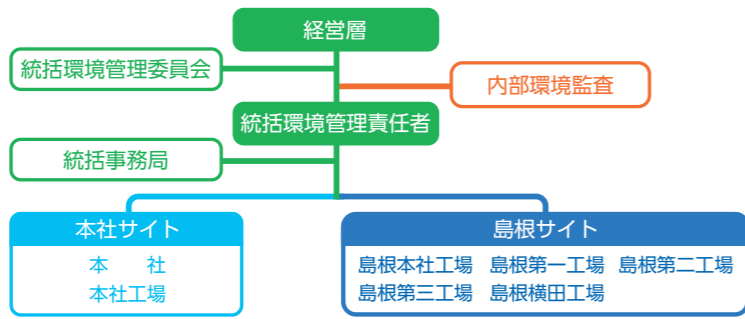 経営層
統括環境管理委員会
内部環境監査
統括環境管理責任者
統括事務局
本社サイト
本　　社
本社工場
島根サイト
島根本社工場　島根第一工場　島根第二工場
島根第三工場　島根横田工場